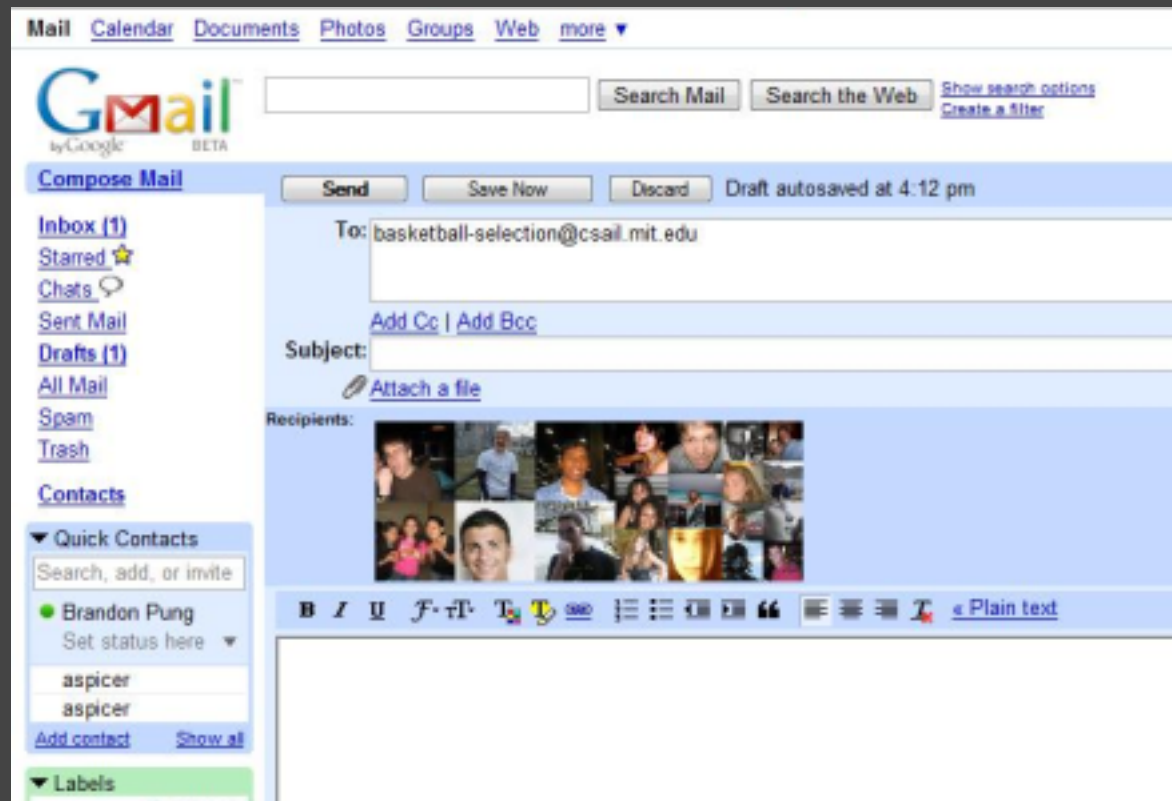 Mail Calendar Documents Photos Groups Web more ▼
Gmail
by Google BETA
Search Mail Search the Web Show search options
Create a filter
Compose Mail
Send Save Now Discard Draft autosaved at 4:12 pm
Inbox (1)
To: basketball-selection@csail.mit.edu
Starred
Chats
Sent Mail
Add Cc | Add Bcc
Drafts (1)
Subject:
All Mail
Attach a file
Spam
Recipients:
Trash
Contacts
▼ Quick Contacts
Search, add, or invite
Brandon Pung
B I U F T T T T « Plain text
Set status here ▼
aspicer
aspicer
Add contact Show all
▼ Labels